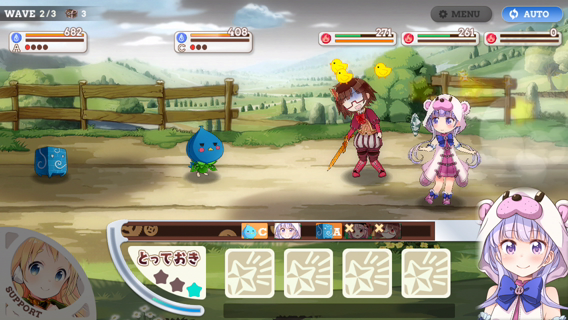 WAVE 2/3 3
MENU
AUTO
682
A
408
C
271
261
0
C
A
とっておき
SUPPORT